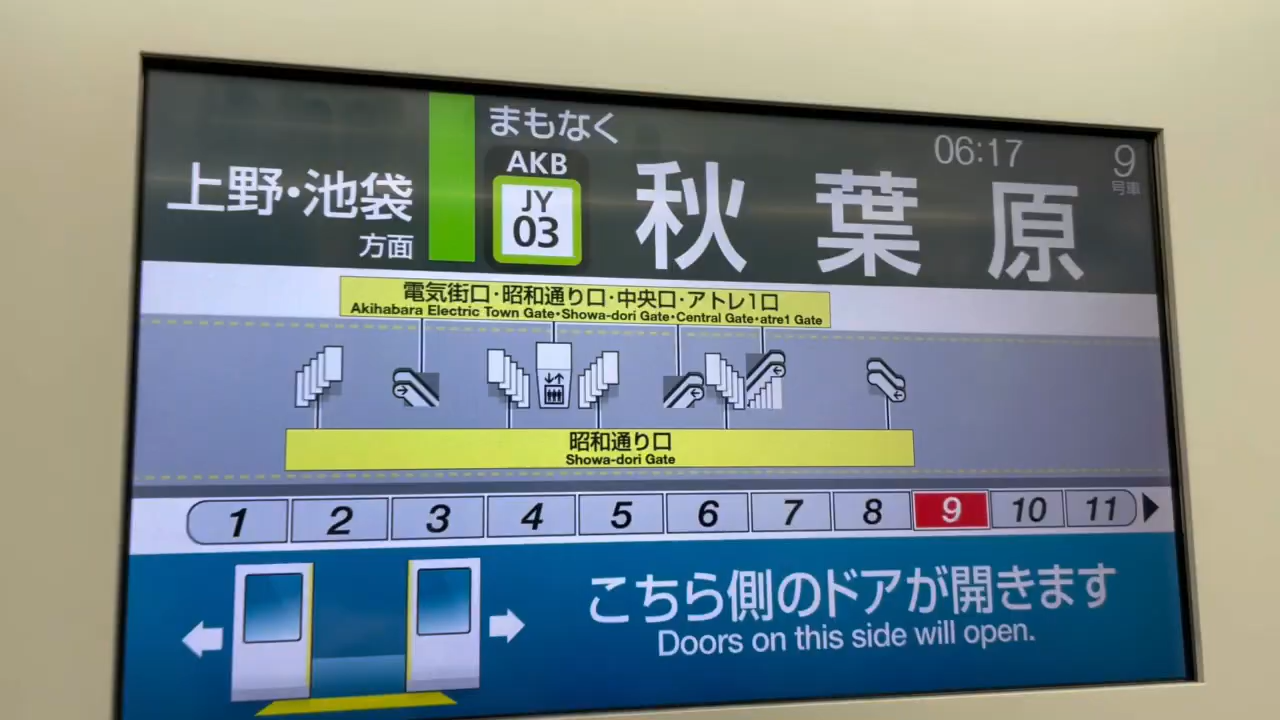 上野・池袋
方面
まもなく
AKB
JY
03
秋葉原
06:17
9
号車
電気街口・昭和通り口・中央口・アトレ1口
Akihabara Electric Town Gate・Showa-dori Gate・Central Gate・atre1 Gate
昭和通り口
Showa-dori Gate
1 2 3 4 5 6 7 8 9 10 11
こちら側のドアが開きます
Doors on this side will open.